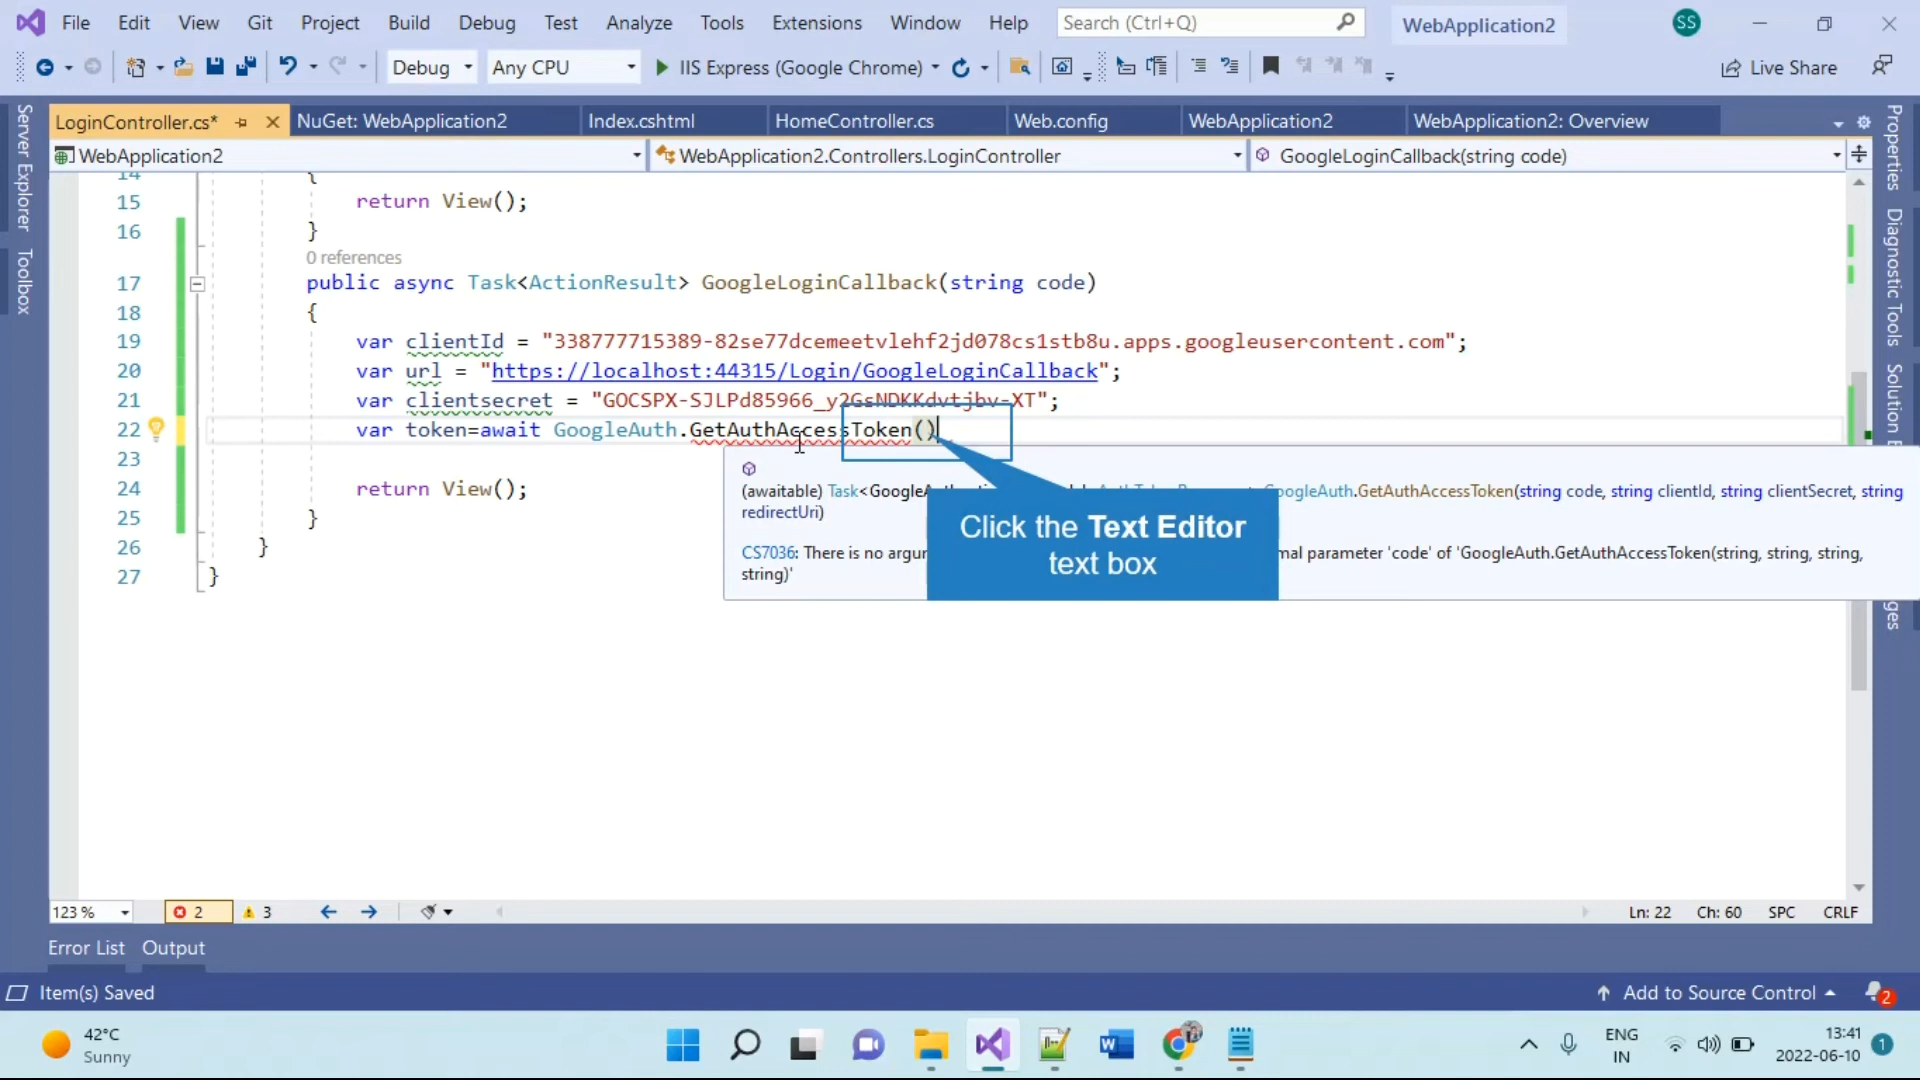 File Edit View Git Project Build Debug Test Analyze Tools Extensions Window Help Search (Ctrl+Q) WebApplication2 SS
Debug Any CPU IIS Express (Google Chrome) Live Share
LoginController.cs* NuGet: WebApplication2 Index.cshtml HomeController.cs Web.config WebApplication2 WebApplication2: Overview
WebApplication2 WebApplication2.Controllers.LoginController GoogleLoginCallback(string code)
Server Explorer
Toolbox
Properties
Diagnostic Tools
Solution
14 {
15 return View();
16 }
0 references
17 public async Task<ActionResult> GoogleLoginCallback(string code)
18 {
19 var clientId = "338777715389-82se77dcemeetvlehf2jd078cs1stb8u.apps.googleusercontent.com";
20 var url = "https://localhost:44315/Login/GoogleLoginCallback";
21 var clientsecret = "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";
22 var token=await GoogleAuth.GetAuthAccessToken()
23
24 return View();
25 }
26 }
27 }
(awaitable) Task<GoogleAuth GoogleAuth.GetAuthAccessToken(string code, string clientId, string clientSecret, string
redirectUri)
CS7036: There is no parameter 'code' of 'GoogleAuth.GetAuthAccessToken(string, string, string,
string)'
Click the Text Editor
text box
123 % 2 3 Ln: 22 Ch: 60 SPC CRLF
Error List Output
Item(s) Saved Add to Source Control 2
42°C
Sunny
ENG
IN
13:41
2022-06-10
1